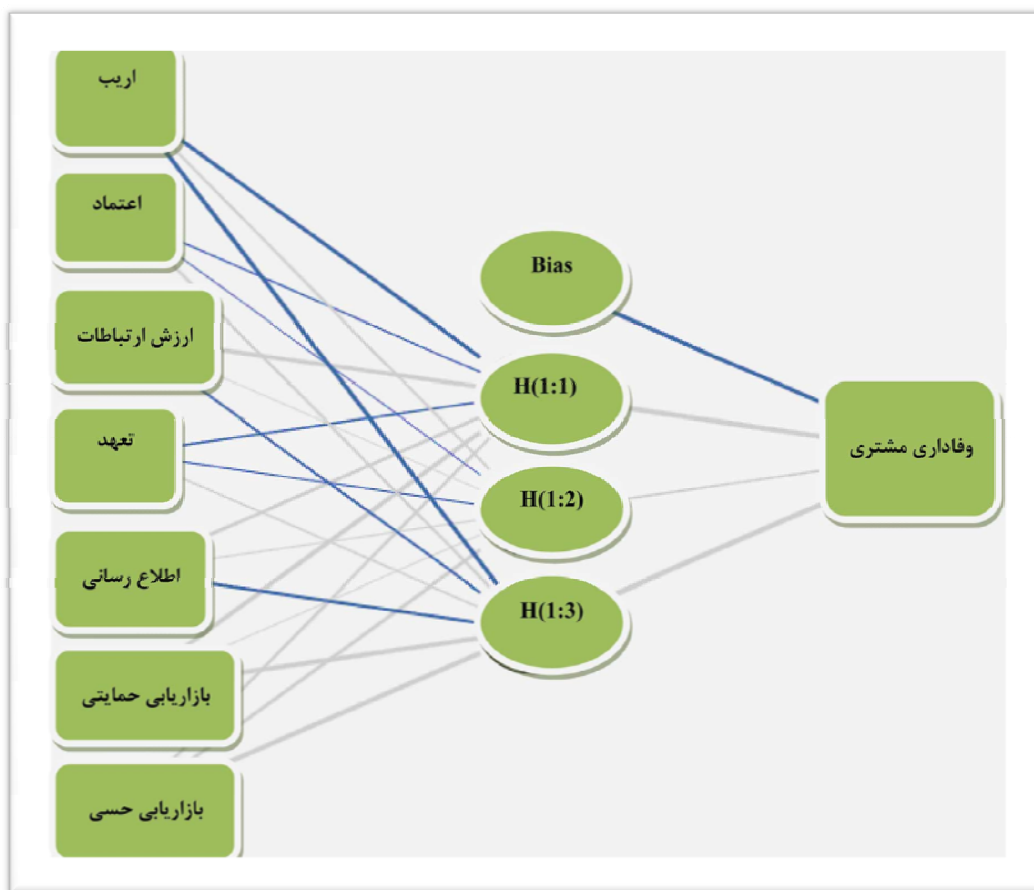 اریب
اعتماد
ارزش ارتباطات
تعهد
اطلاع رسانی
بازاریابی حمایتی
بازاریابی حسی
Bias
H(1:1)
H(1:2)
H(1:3)
وفاداری مشتری